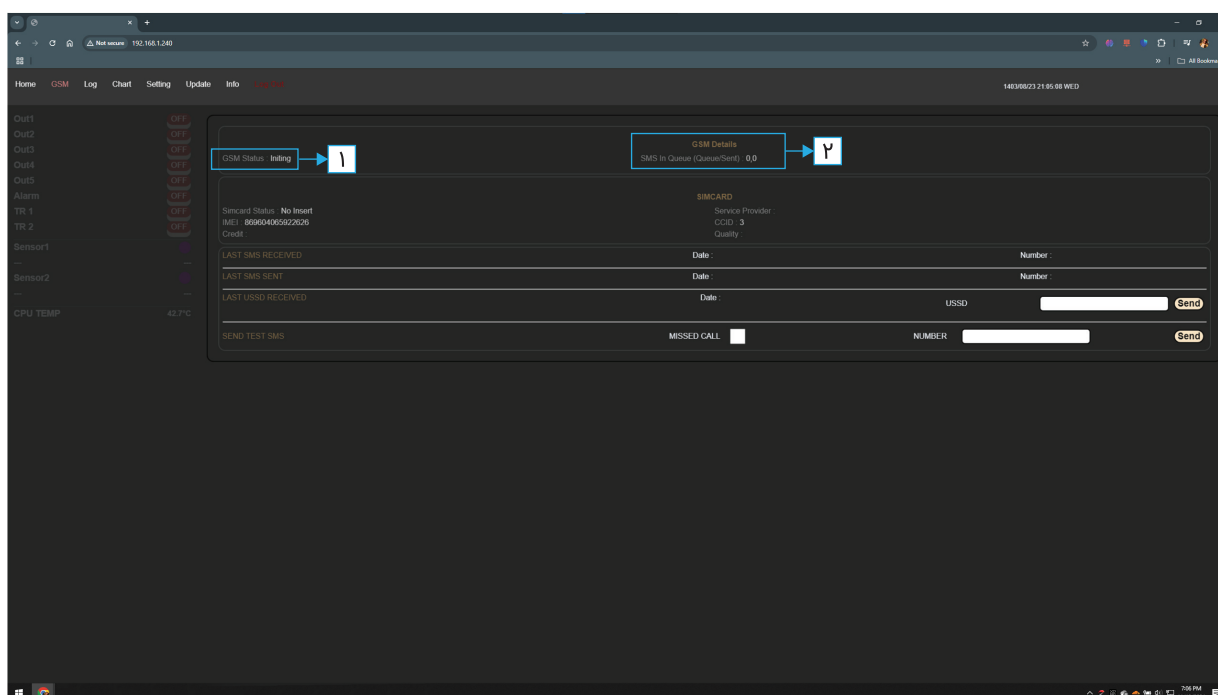 Not secure 192.168.1.240
All Bookma
Home GSM Log Chart Setting Update Info
1403/08/23 21:05:08 WED
Out1 OFF
Out2 OFF
Out3 OFF
Out4 OFF
Out5 OFF
Alarm OFF
TR 1 OFF
TR 2 OFF
Sensor1
--- ---
Sensor2
--- ---
CPU TEMP 42.7°C
GSM Details
GSM Status : Initing
۱
SMS In Queue (Queue/Sent) : 0,0
۲
SIMCARD
Simcard Status : No Insert Service Provider :
IMEI : 869604065922626 CCID : 3
Credit : Quality :
LAST SMS RECEIVED Date : Number :
LAST SMS SENT Date : Number :
LAST USSD RECEIVED Date : USSD Send
SEND TEST SMS MISSED CALL NUMBER Send
7:06 PM